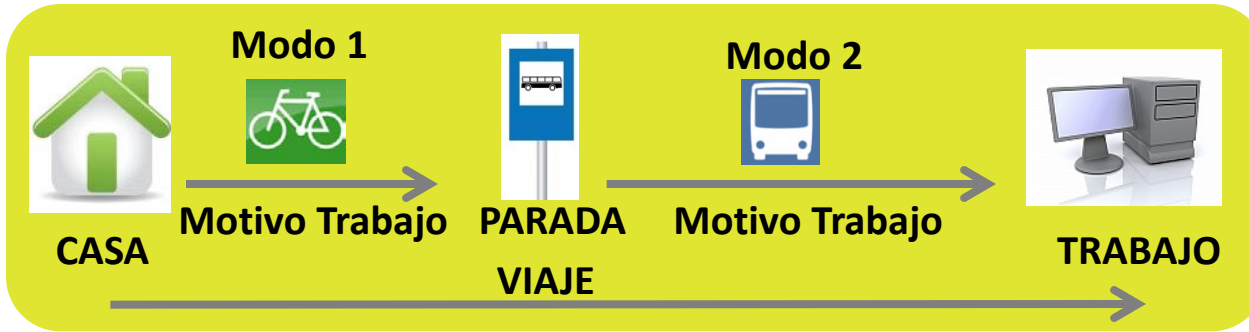 Modo 1
Modo 2
Motivo Trabajo
PARADA
Motivo Trabajo
CASA
TRABAJO
VIAJE